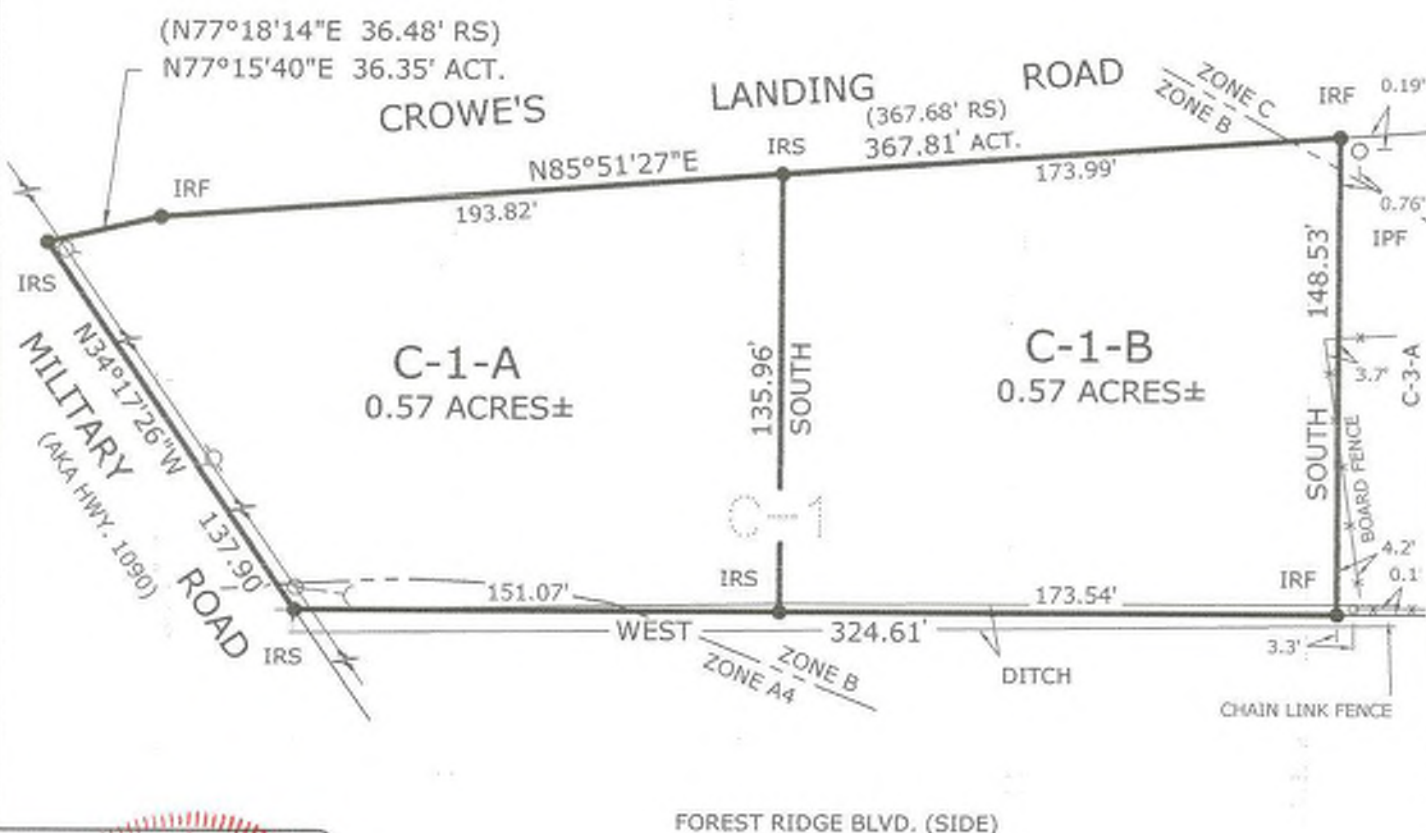 (N77°18'14"E 36.48' RS)
N77°15'40"E 36.35' ACT.
CROWE'S LANDING ROAD
ZONE C
ZONE B
IRF
0.19'
(367.68' RS)
367.81' ACT.
IRS
N85°51'27"E
173.99'
IRF
193.82'
0.76'
IPF
IRS
148.53'
MILITARY ROAD
(AKA HWY. 1090)
N34°17'26"W
137.90'
C-1-A
0.57 ACRES±
135.96'
SOUTH
C-1-B
0.57 ACRES±
3.7'
C-3-A
SOUTH
BOARD FENCE
C-1
4.2'
0.1'
IRS
IRF
151.07'
173.54'
WEST 324.61'
IRS
ZONE B
ZONE A4
DITCH
3.3'
CHAIN LINK FENCE
FOREST RIDGE BLVD. (SIDE)